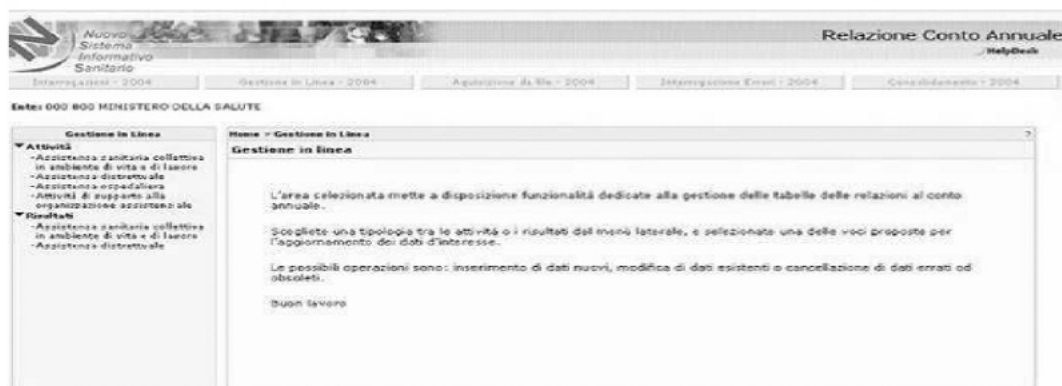 Nuovo
Sistema
Informativo
Sanitario
Relazione Conto Annuale
HelpDesk
Interrogazioni - 2004
Gestione in Linea - 2004
Aquisizione da file - 2004
Interrogazione Errori - 2004
Consolidamento - 2004
Ente: 000 000 MINISTERO DELLA SALUTE
Gestione in Linea
Attività
-Assistenza sanitaria collettiva
in ambiente di vita e di lavoro
-Assistenza distrettuale
-Assistenza ospedaliera
-Attività di supporto alla
organizzazione assistenziale
Risultati
-Assistenza sanitaria collettiva
in ambiente di vita e di lavoro
-Assistenza distrettuale
Home > Gestione in Linea
?
Gestione in linea
L'area selezionata mette a disposizione funzionalità dedicate alla gestione delle tabelle delle relazioni al conto
annuale.
Scegliete una tipologia tra le attività o i risultati dal menù laterale, e selezionate una delle voci proposte per
l'aggiornamento dei dati d'interesse.
Le possibili operazioni sono: inserimento di dati nuovi, modifica di dati esistenti o cancellazione di dati errati od
obsoleti.
Buon lavoro